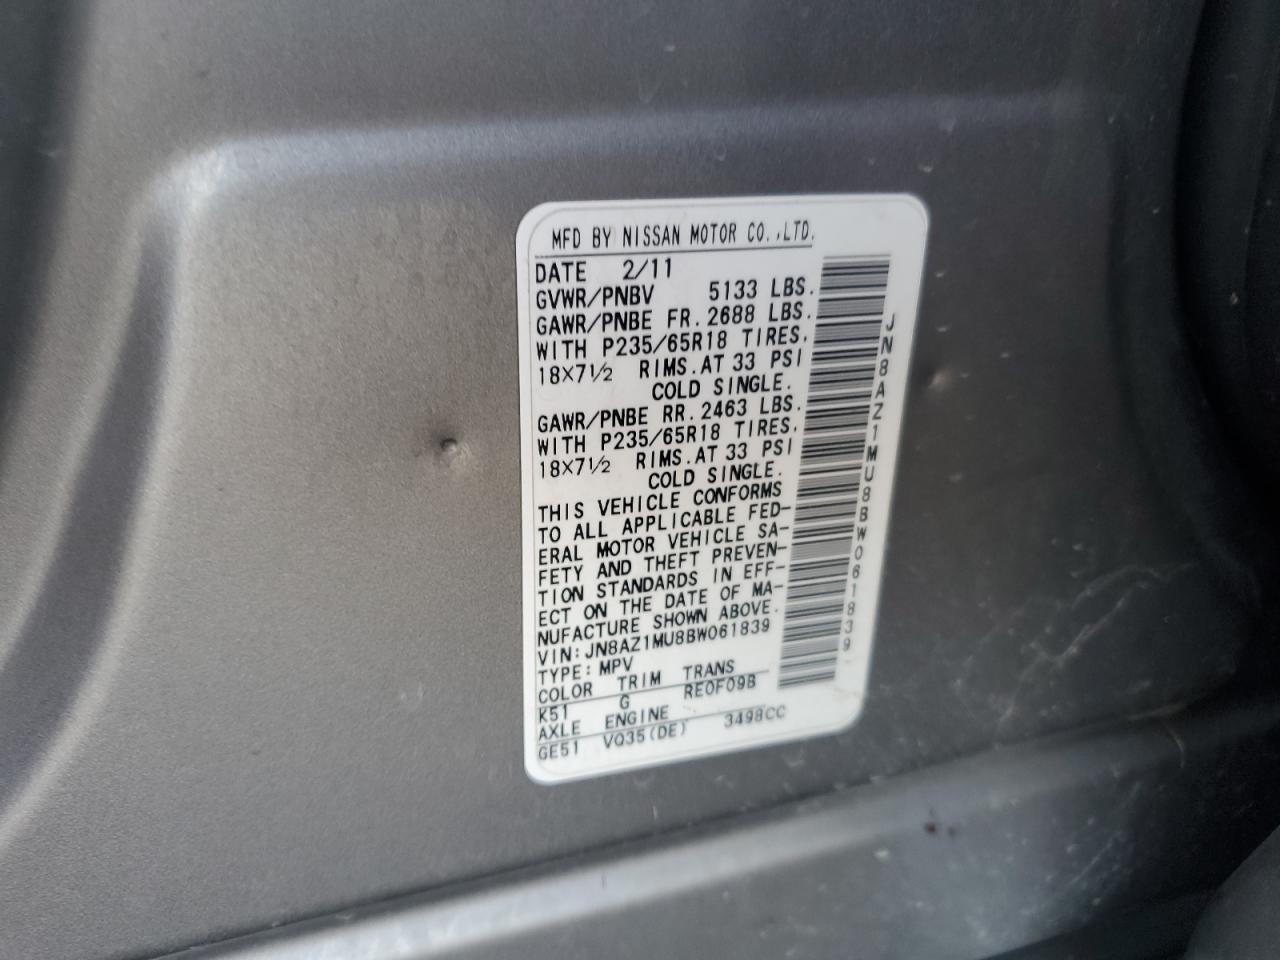 MFD BY NISSAN MOTOR CO.,LTD.
DATE 2/11
GVWR/PNBV 5133 LBS.
GAWR/PNBE FR. 2688 LBS.
WITH P235/65R18 TIRES.
18X7½ RIMS. AT 33 PSI
COLD SINGLE.
GAWR/PNBE RR. 2463 LBS.
WITH P235/65R18 TIRES.
18X7½ RIMS. AT 33 PSI
COLD SINGLE.
THIS VEHICLE CONFORMS
TO ALL APPLICABLE FED-
ERAL MOTOR VEHICLE SA-
FETY AND THEFT PREVEN-
TION STANDARDS IN EFF-
ECT ON THE DATE OF MA-
NUFACTURE SHOWN ABOVE.
VIN: JN8AZ1MU8BW061839
TYPE: MPV
COLOR TRIM TRANS
K51 G RE0F09B
AXLE ENGINE
GE51 VQ35(DE) 3498CC
JN8AZ1MU8BW061839